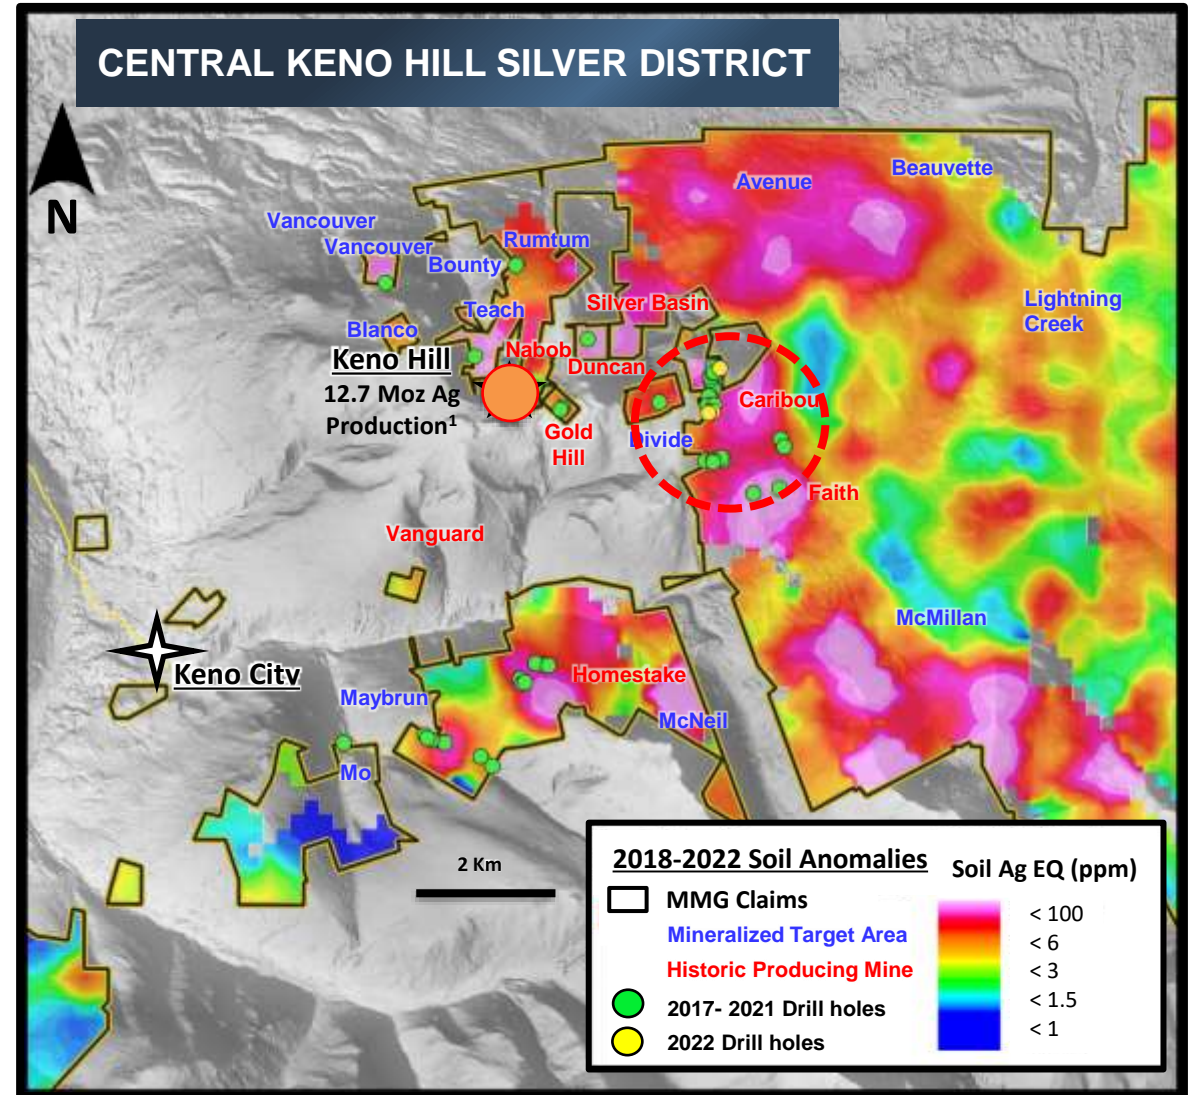 CENTRAL KENO HILL SILVER DISTRICT
N
Beauvette
Avenue
Vancouver
Vancouver
Rumtum
Bounty
Lightning
Creek
Silver Basin
Teach
Blanco
Nabob
Keno Hill
Duncan
12.7 Moz Ag
Production1
Caribou
Gold
Hill
Divide
Faith
Vanguard
McMillan
Keno City
Homestake
Maybrun
McNeil
Mo
2 Km
2018-2022 Soil Anomalies
MMG Claims
Mineralized Target Area
Historic Producing Mine
2017- 2021 Drill holes
2022 Drill holes
Soil Ag EQ (ppm)
< 100
< 6
< 3
< 1.5
< 1